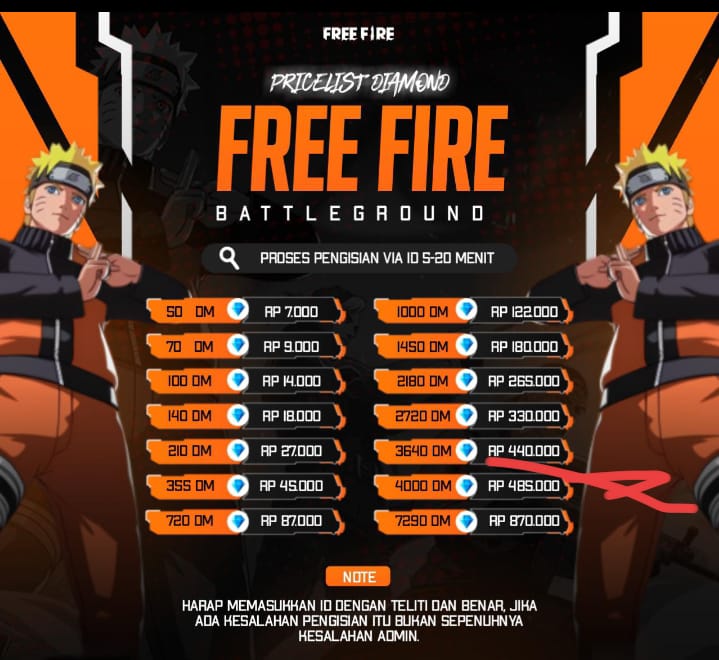 FREE FIRE
PRICELIST DIAMOND
FREE FIRE
BATTLEGROUND
PROSES PENGISIAN VIA ID 5-20 MENIT
50 DM RP 7.000
70 DM RP 9.000
100 DM RP 14.000
140 DM RP 18.000
210 DM RP 27.000
355 DM RP 45.000
720 DM RP 87.000
1000 DM RP 122.000
1450 DM RP 180.000
2180 DM RP 265.000
2720 DM RP 330.000
3640 DM RP 440.000
4000 DM RP 485.000
7290 DM RP 870.000
NOTE
HARAP MEMASUKKAN ID DENGAN TELITI DAN BENAR, JIKA
ADA KESALAHAN PENGISIAN ITU BUKAN SEPENUHNYA
KESALAHAN ADMIN.